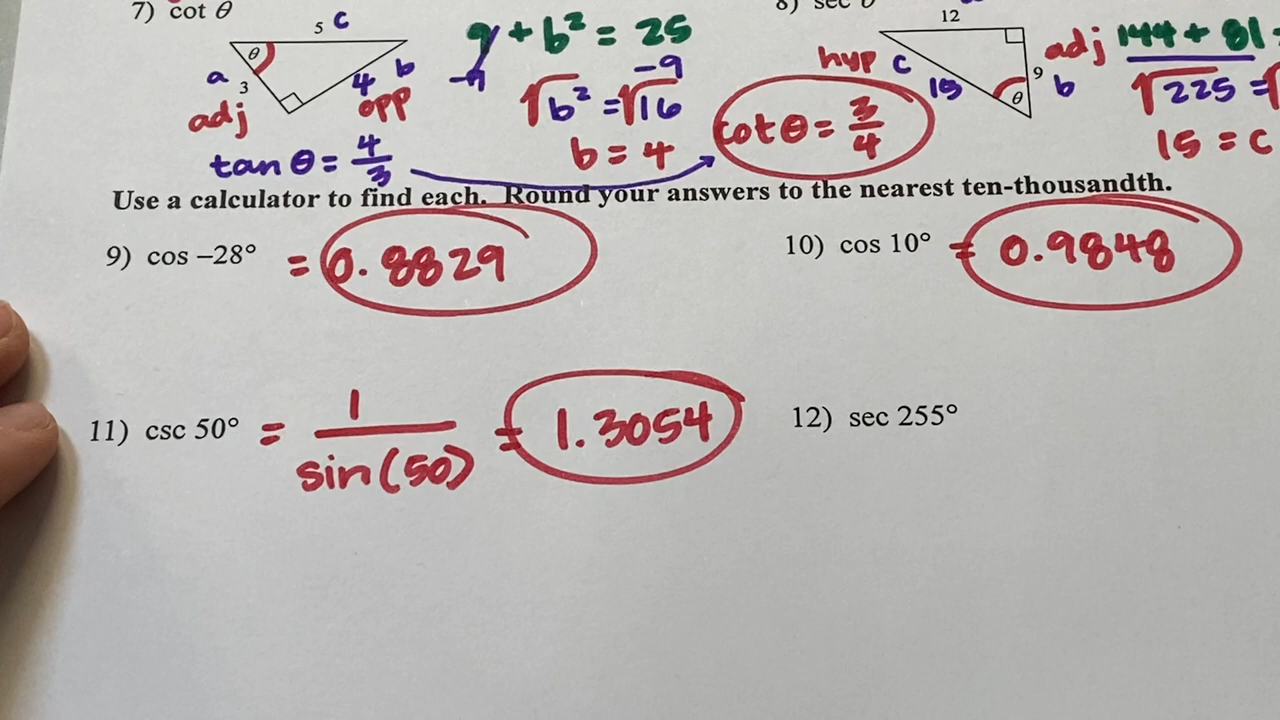 7) cot θ
5 c
θ
a
3
adj
4 b
opp
tan θ = 4/3
9 + b² = 25
-9 -9
√b² = √16
b = 4
cot θ = 3/4
12
hyp c
15
θ
9
b
adj
144 + 81
√225 = √
15 = c
Use a calculator to find each. Round your answers to the nearest ten-thousandth.
9) cos –28° = 0.8829
10) cos 10° = 0.9848
11) csc 50° = 1/sin(50) = 1.3054
12) sec 255°